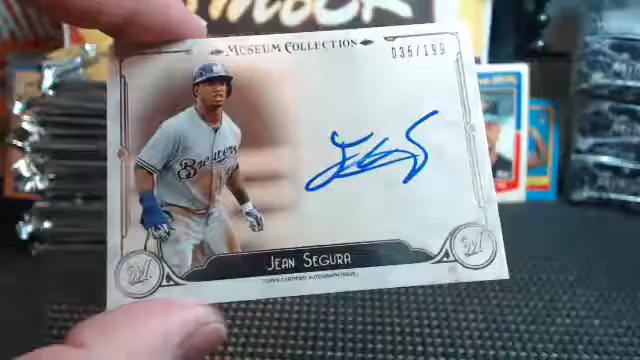 MUSEUM COLLECTION
036/199
Brewers
JEAN SEGURA
TOPPS CERTIFIED AUTOGRAPH ISSUE
M
M